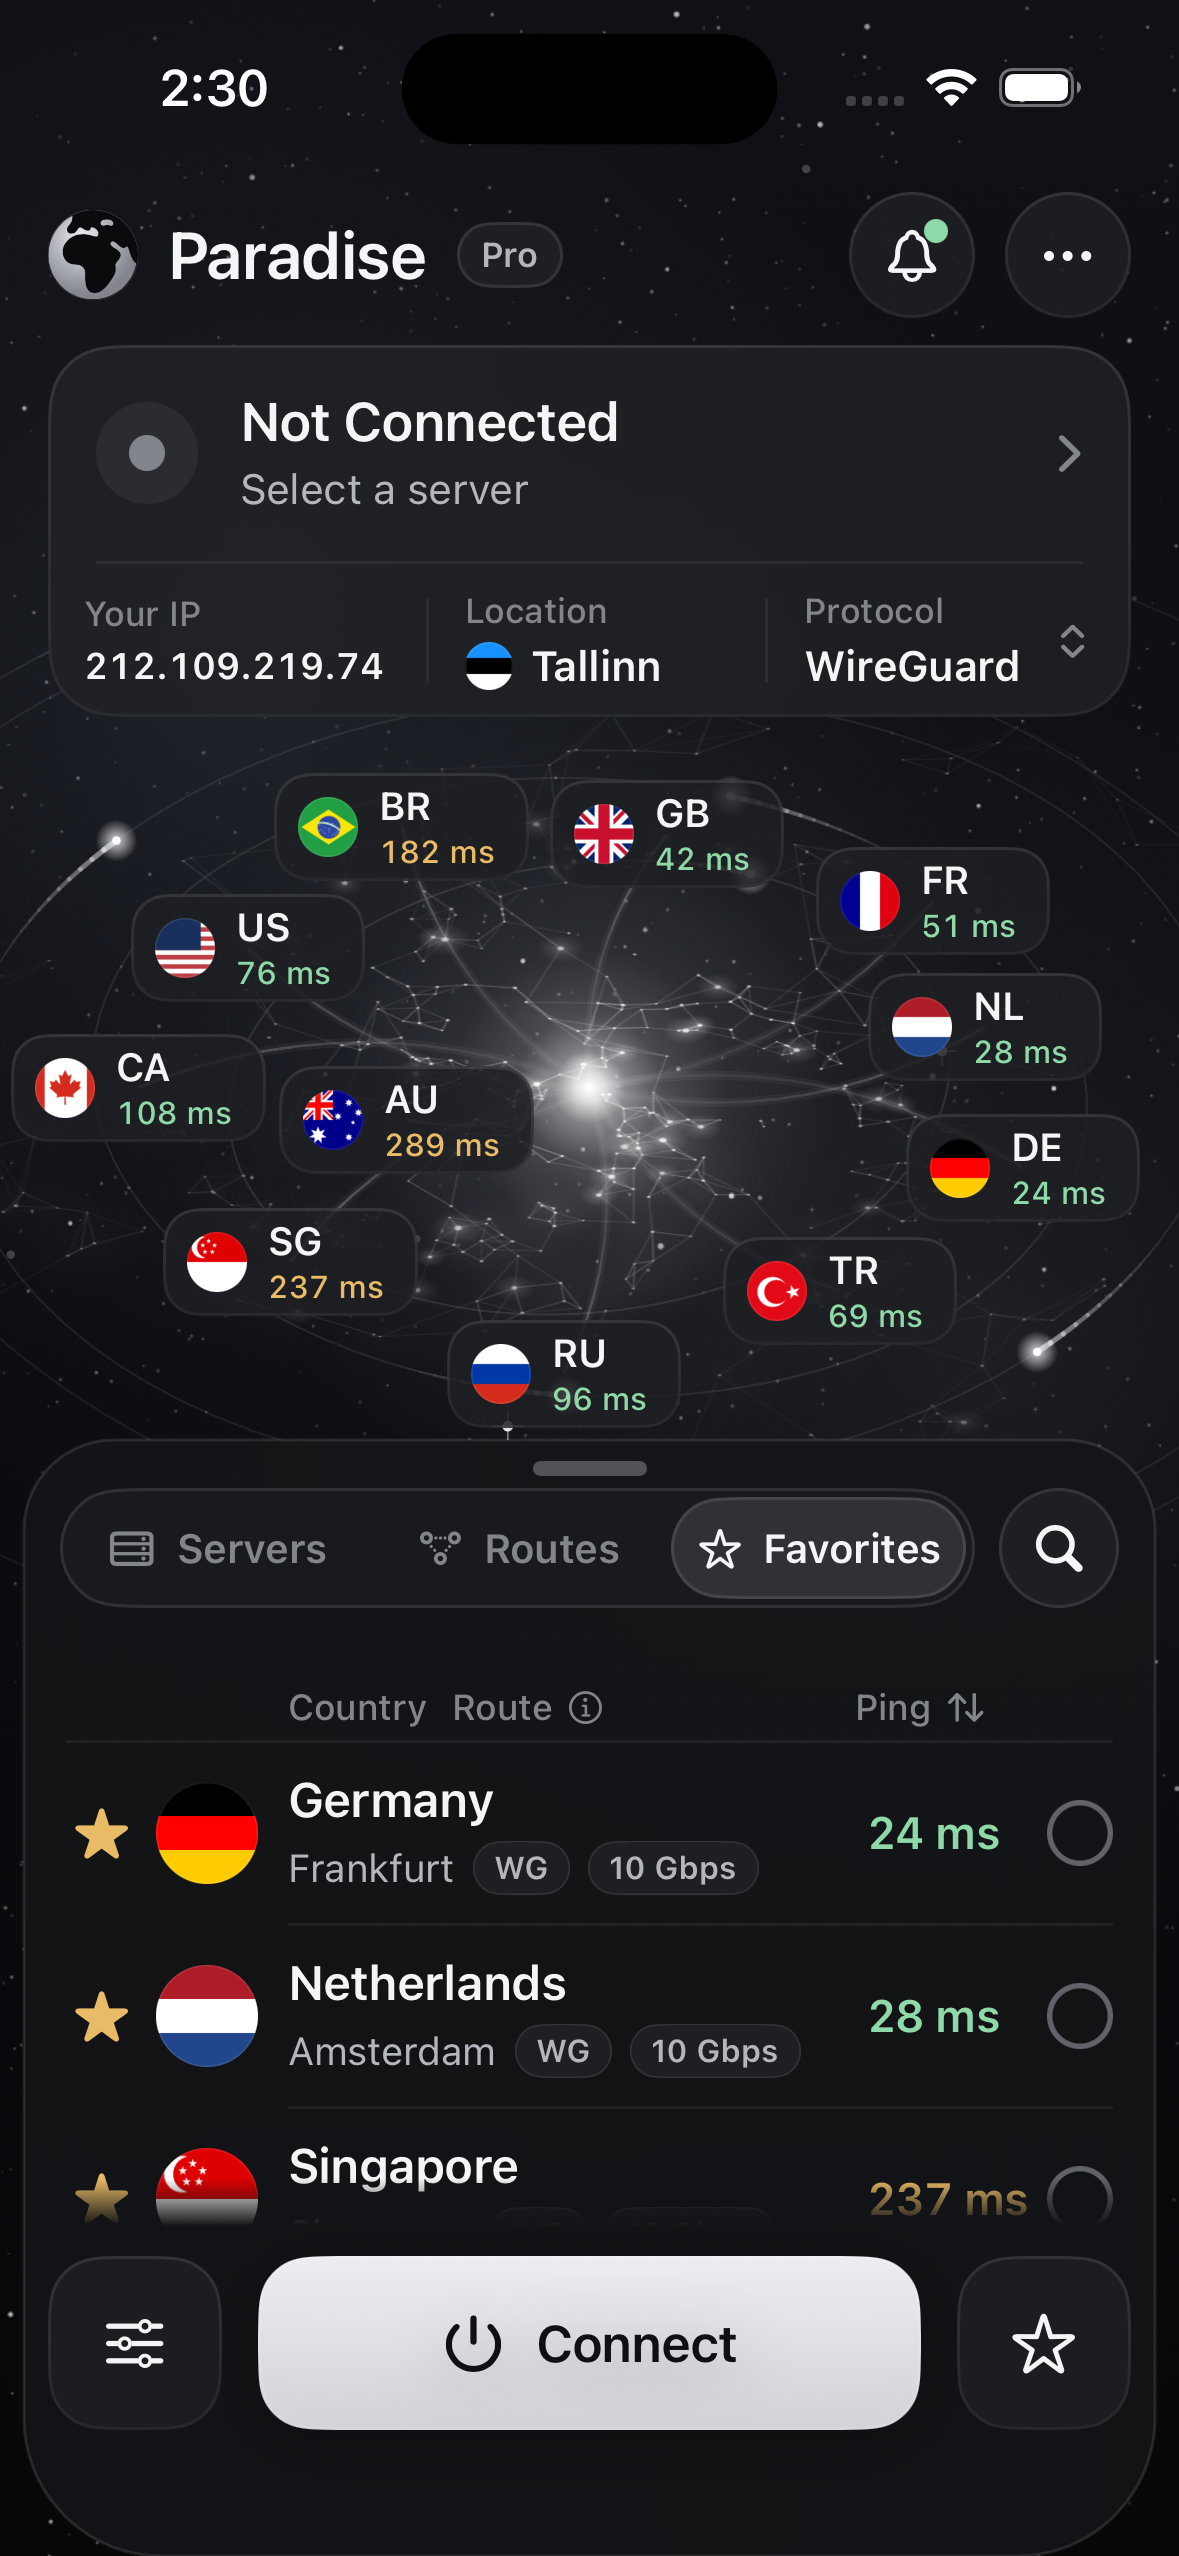 2:30
Paradise
Pro
Not Connected
Select a server
Your IP
212.109.219.74
Location
Tallinn
Protocol
WireGuard
BR
182 ms
GB
42 ms
FR
51 ms
US
76 ms
NL
28 ms
CA
108 ms
AU
289 ms
DE
24 ms
SG
237 ms
TR
69 ms
RU
96 ms
Servers
Routes
Favorites
Country Route Ping
Germany
24 ms
Frankfurt WG 10 Gbps
Netherlands
28 ms
Amsterdam WG 10 Gbps
Singapore
237 ms
Connect